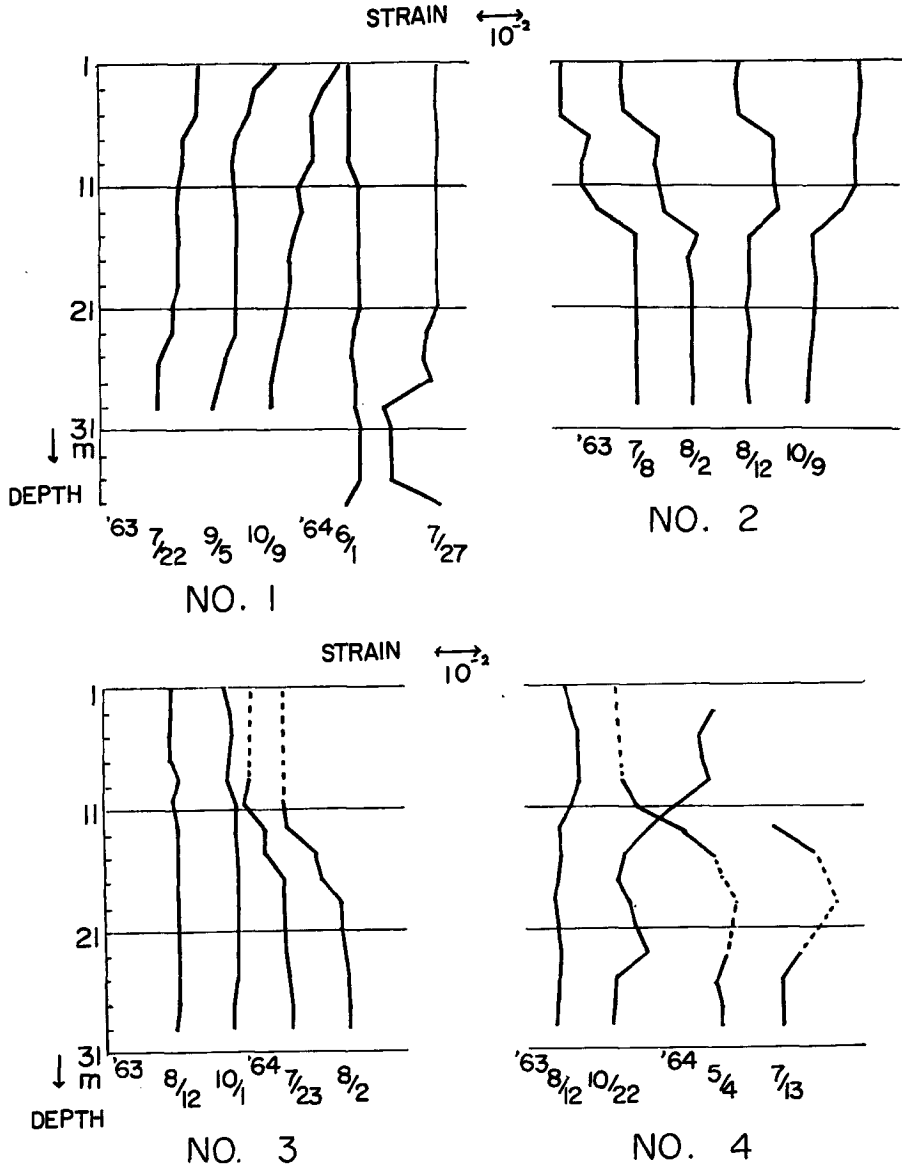 STRAIN ↔ 10⁻²
1
11
21
31
↓ m
DEPTH
'63 7/22 9/5 10/9 '64 6/1 7/27
NO. 1
'63 7/8 8/2 8/12 10/9
NO. 2
STRAIN ↔ 10⁻²
1
11
21
31
↓ m
DEPTH
'63 8/12 10/1 '64 7/23 8/2
NO. 3
'63 8/12 10/22 '64 5/4 7/13
NO. 4